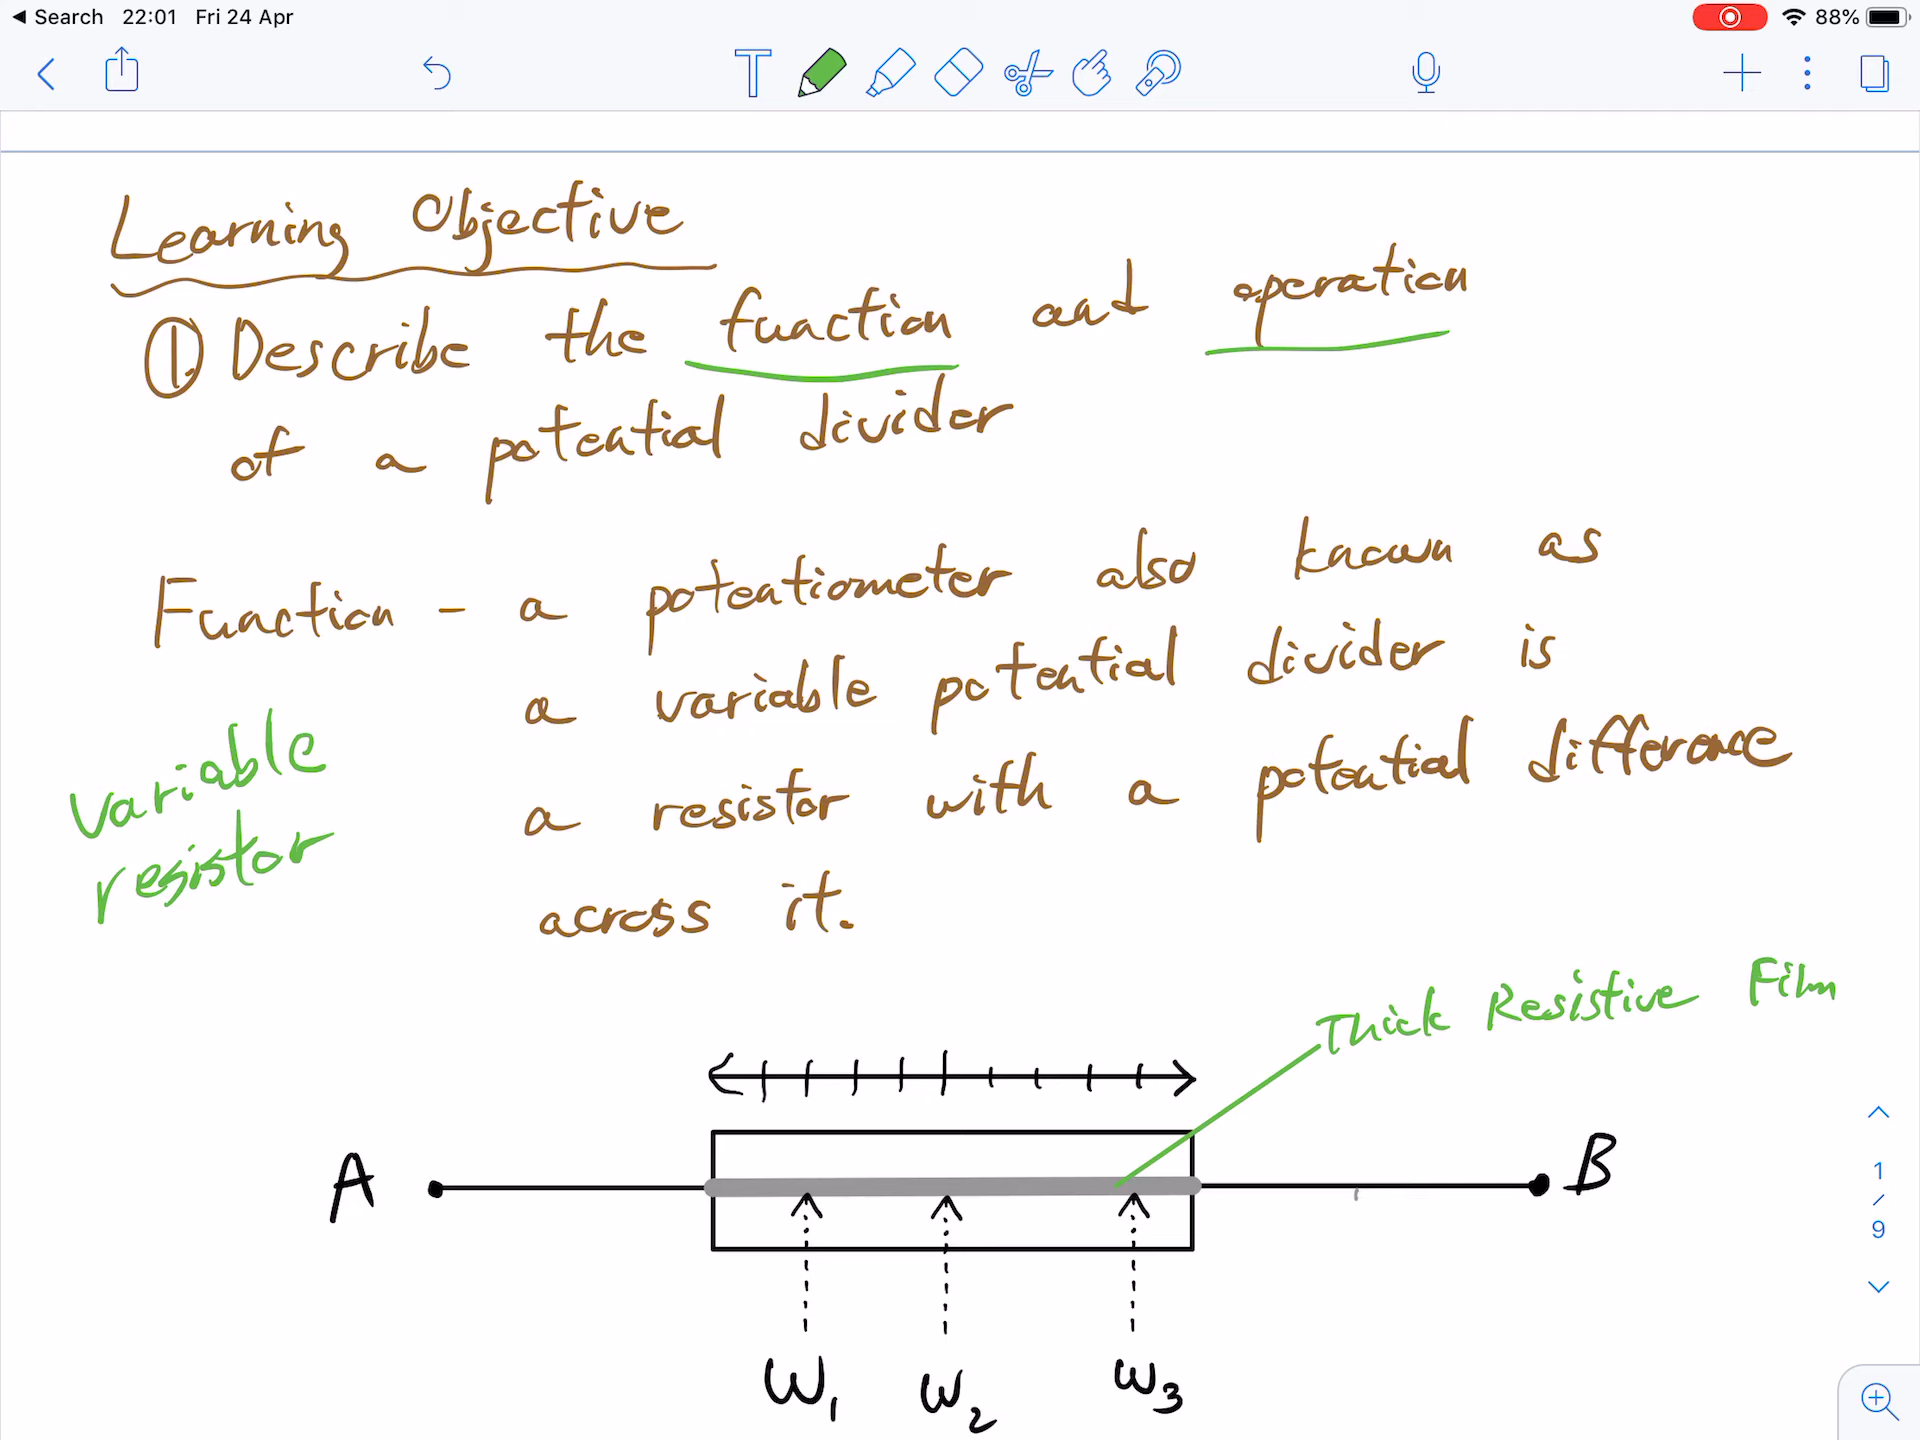 Search 22:01 Fri 24 Apr
88%
T
Learning Objective
① Describe the function and operation
of a potential divider
Function - a potentiometer also known as
a variable potential divider is
a resistor with a potential difference
across it.
variable
resistor
Thick Resistive Film
A
B
W1 W2 W3
1
/
9